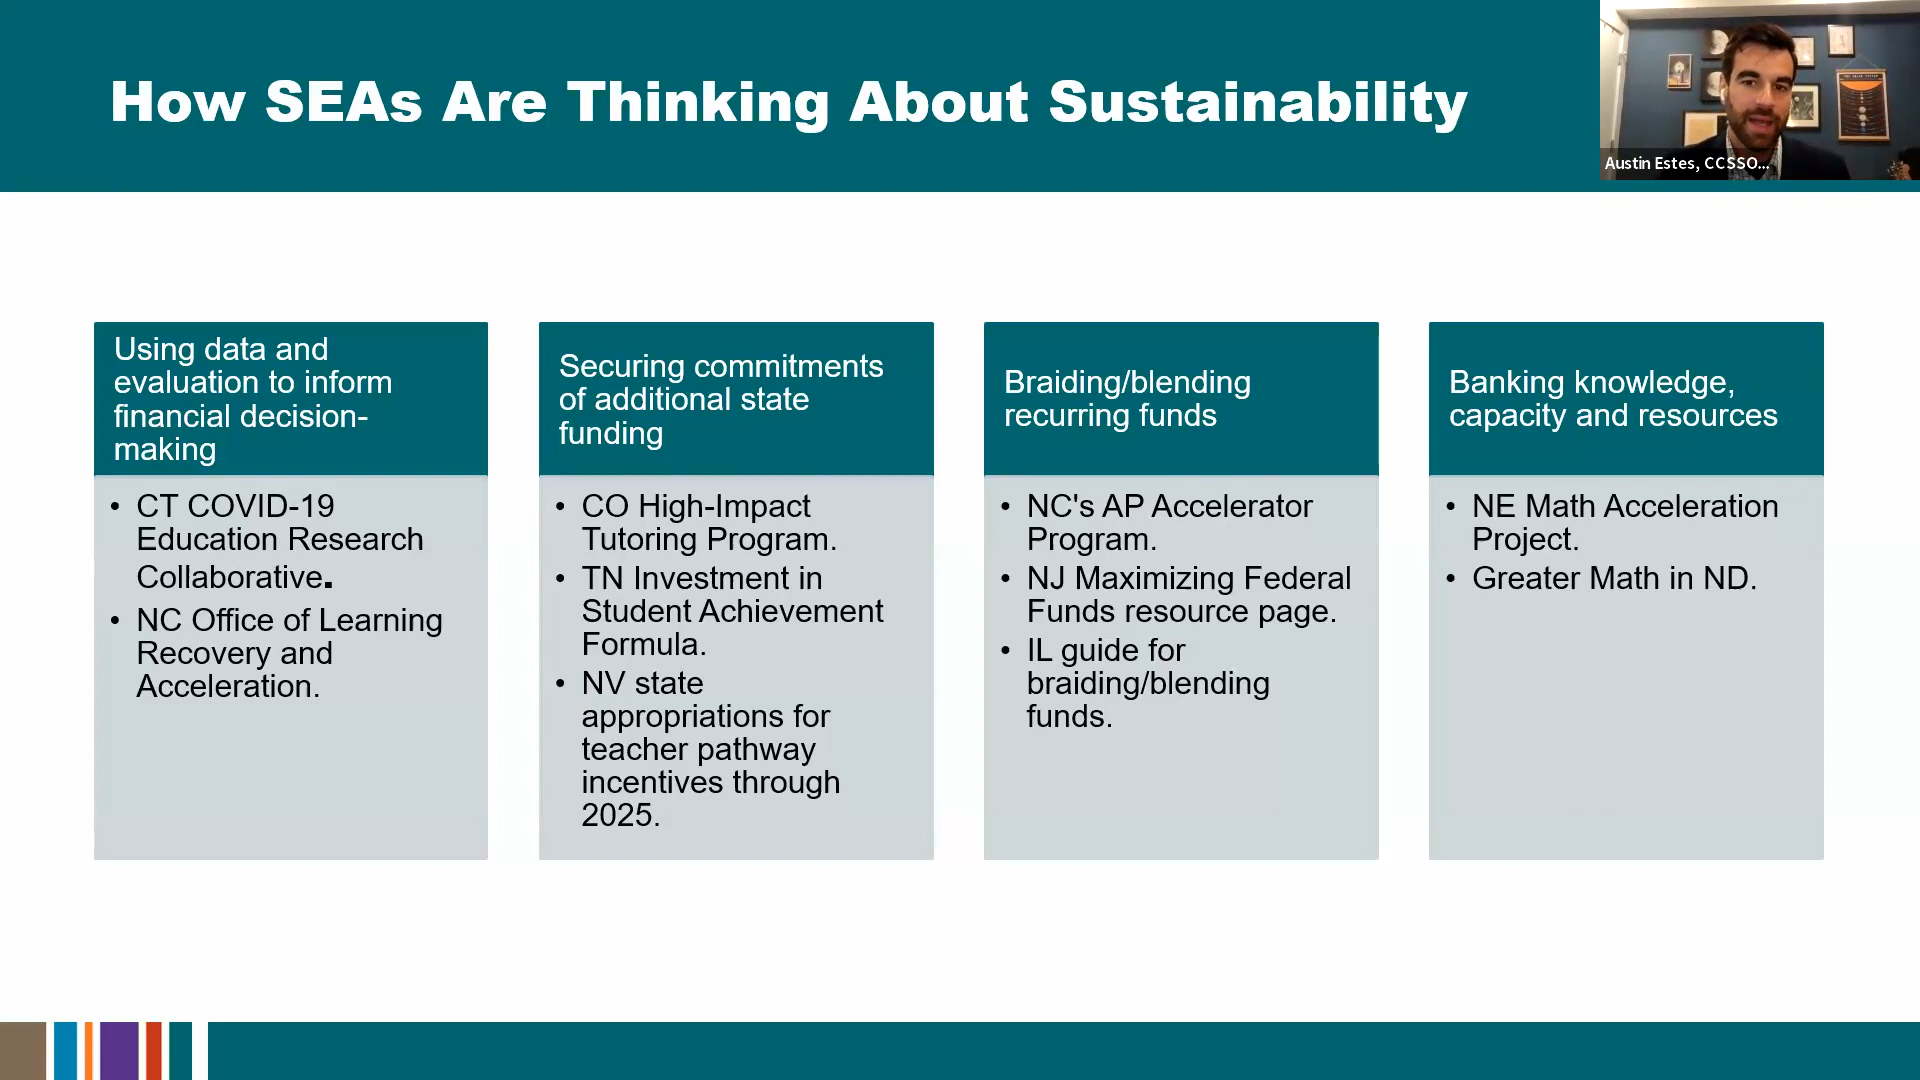 How SEAs Are Thinking About Sustainability
Austin Estes, CCSSO...
Using data and
evaluation to inform
financial decision-
making
• CT COVID-19
Education Research
Collaborative.
• NC Office of Learning
Recovery and
Acceleration.
Securing commitments
of additional state
funding
• CO High-Impact
Tutoring Program.
• TN Investment in
Student Achievement
Formula.
• NV state
appropriations for
teacher pathway
incentives through
2025.
Braiding/blending
recurring funds
• NC's AP Accelerator
Program.
• NJ Maximizing Federal
Funds resource page.
• IL guide for
braiding/blending
funds.
Banking knowledge,
capacity and resources
• NE Math Acceleration
Project.
• Greater Math in ND.